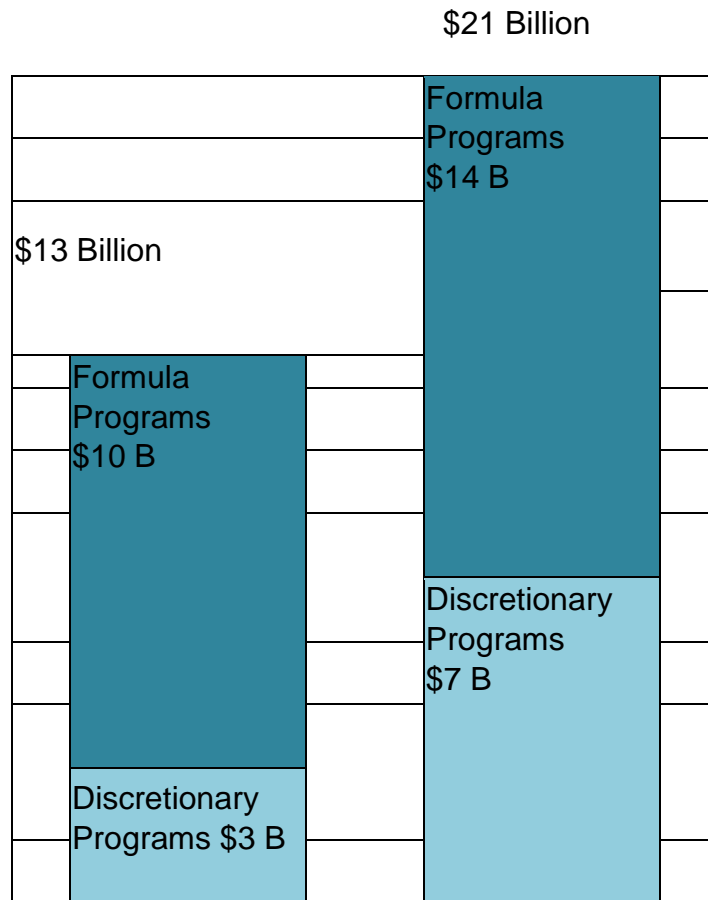 $21 Billion
Formula
Programs
$14 B
$13 Billion
Formula
Programs
$10 B
Discretionary
Programs
$7 B
Discretionary
Programs $3 B